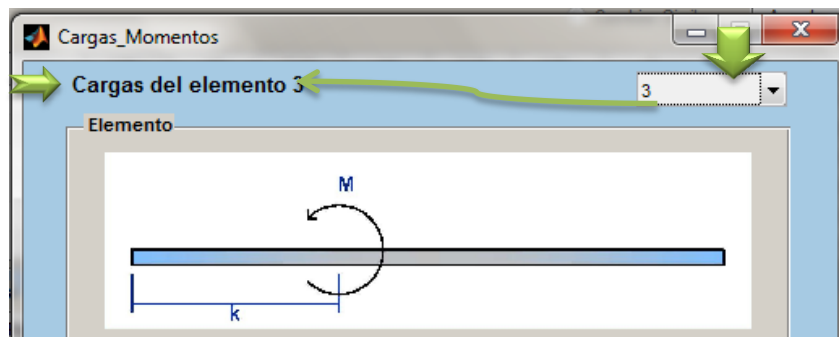 Cargas_Momentos
Cargas del elemento 3
3
Elemento
M
k